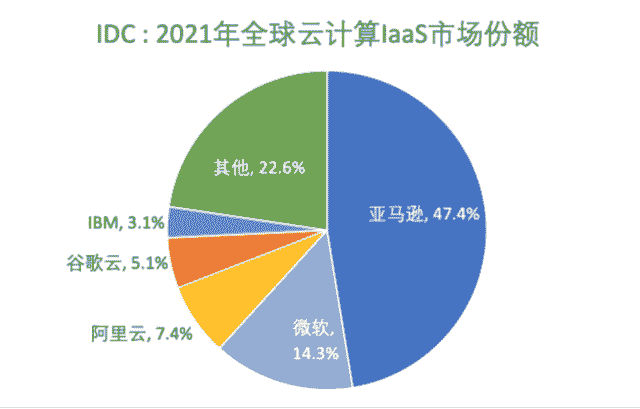 IDC : 2021年全球云计算IaaS市场份额
其他, 22.6%
亚马逊, 47.4%
IBM, 3.1%
谷歌云, 5.1%
阿里云, 7.4%
微软,
14.3%